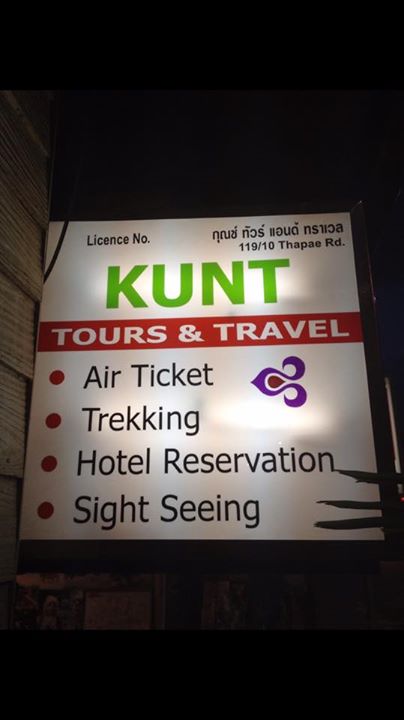 Licence No.
กุณช์ ทัวร์ แอนด์ ทราเวล
119/10 Thapae Rd.
KUNT
TOURS & TRAVEL
• Air Ticket
• Trekking
• Hotel Reservation
• Sight Seeing